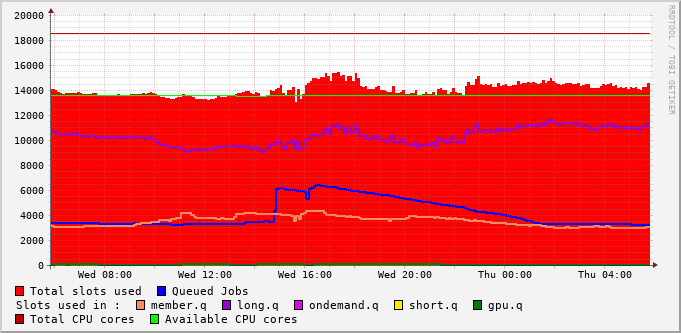 20000
18000
16000
14000
12000
10000
8000
6000
4000
2000
0
Wed 08:00 Wed 12:00 Wed 16:00 Wed 20:00 Thu 00:00 Thu 04:00
RRDTOOL / TOBI OETIKER
Total slots used Queued Jobs
Slots used in : member.q long.q ondemand.q short.q gpu.q
Total CPU cores Available CPU cores